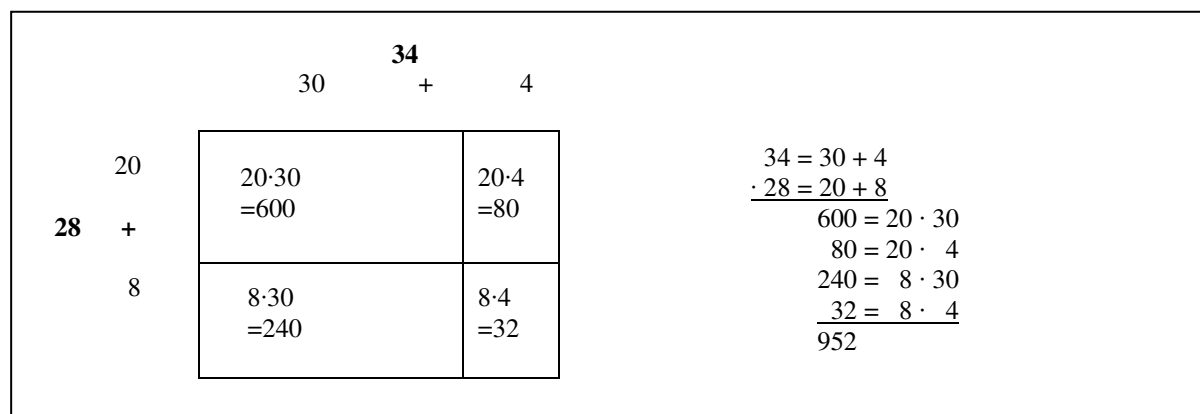 34
30 + 4
20
28 +
8
20·30
=600
20·4
=80
8·30
=240
8·4
=32
34 = 30 + 4
· 28 = 20 + 8
600 = 20 · 30
80 = 20 · 4
240 = 8 · 30
32 = 8 · 4
952